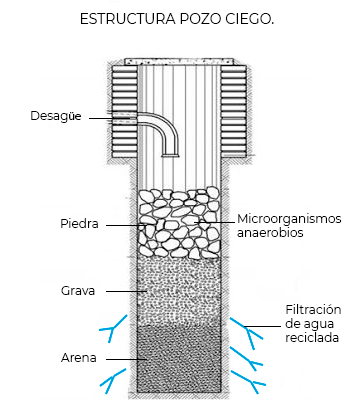 ESTRUCTURA POZO CIEGO.
Desagüe
Piedra
Microorganismos
anaerobios
Grava
Filtración
de agua
reciclada
Arena